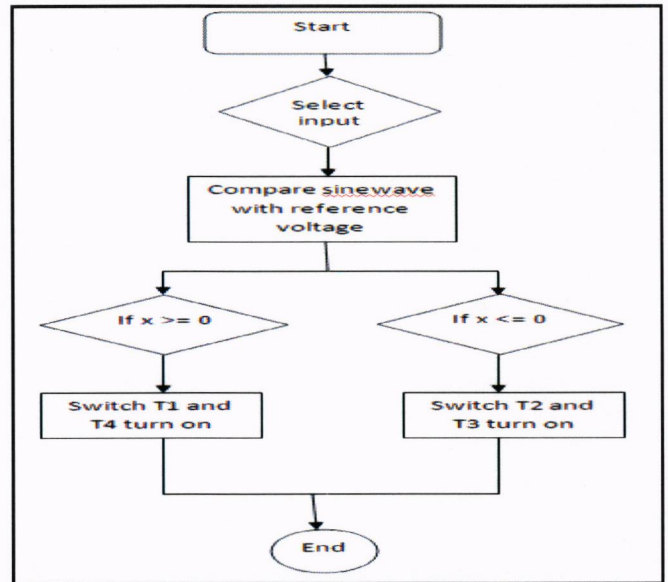 Start
Select
input
Compare sinewave
with reference
voltage
If x >= 0
If x <= 0
Switch T1 and
T4 turn on
Switch T2 and
T3 turn on
End